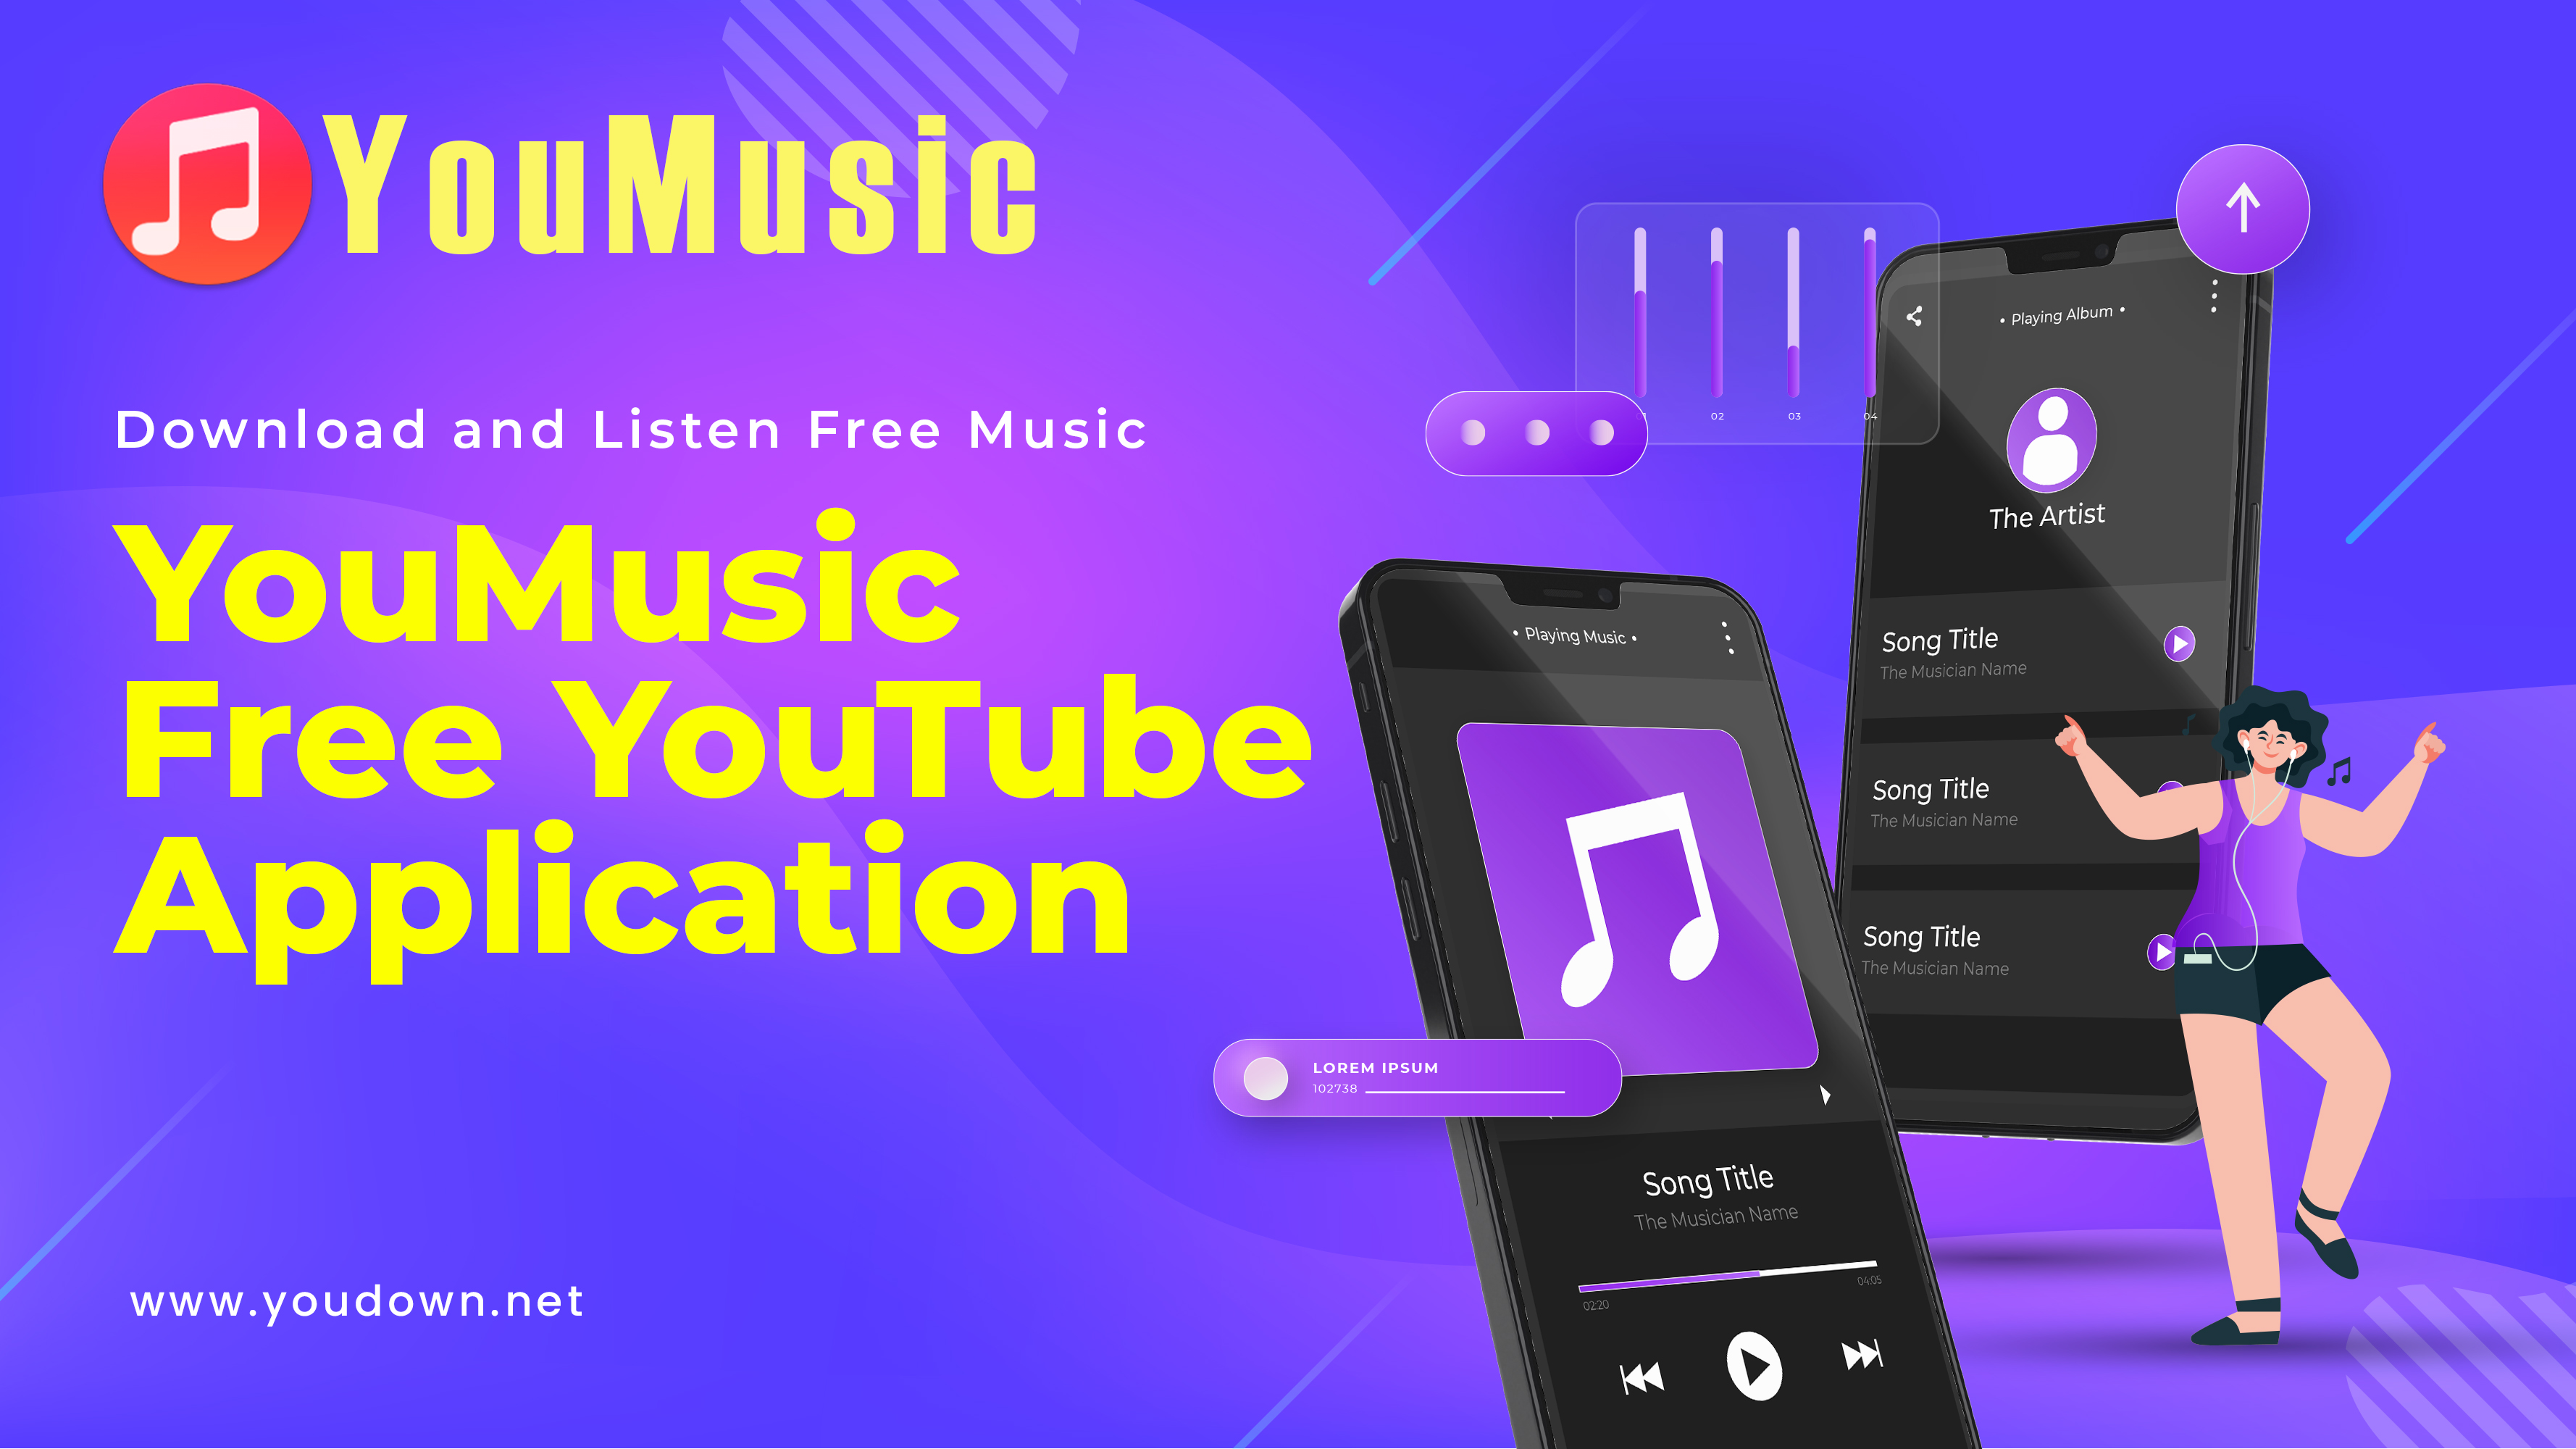 YouMusic
Download and Listen Free Music
YouMusic
Free YouTube
Application
www.youdown.net
02
03
04
• Playing Album •
The Artist
Song Title
The Musician Name
Song Title
The Musician Name
Song Title
The Musician Name
• Playing Music •
LOREM IPSUM
102738
Song Title
The Musician Name
02:20
04:05